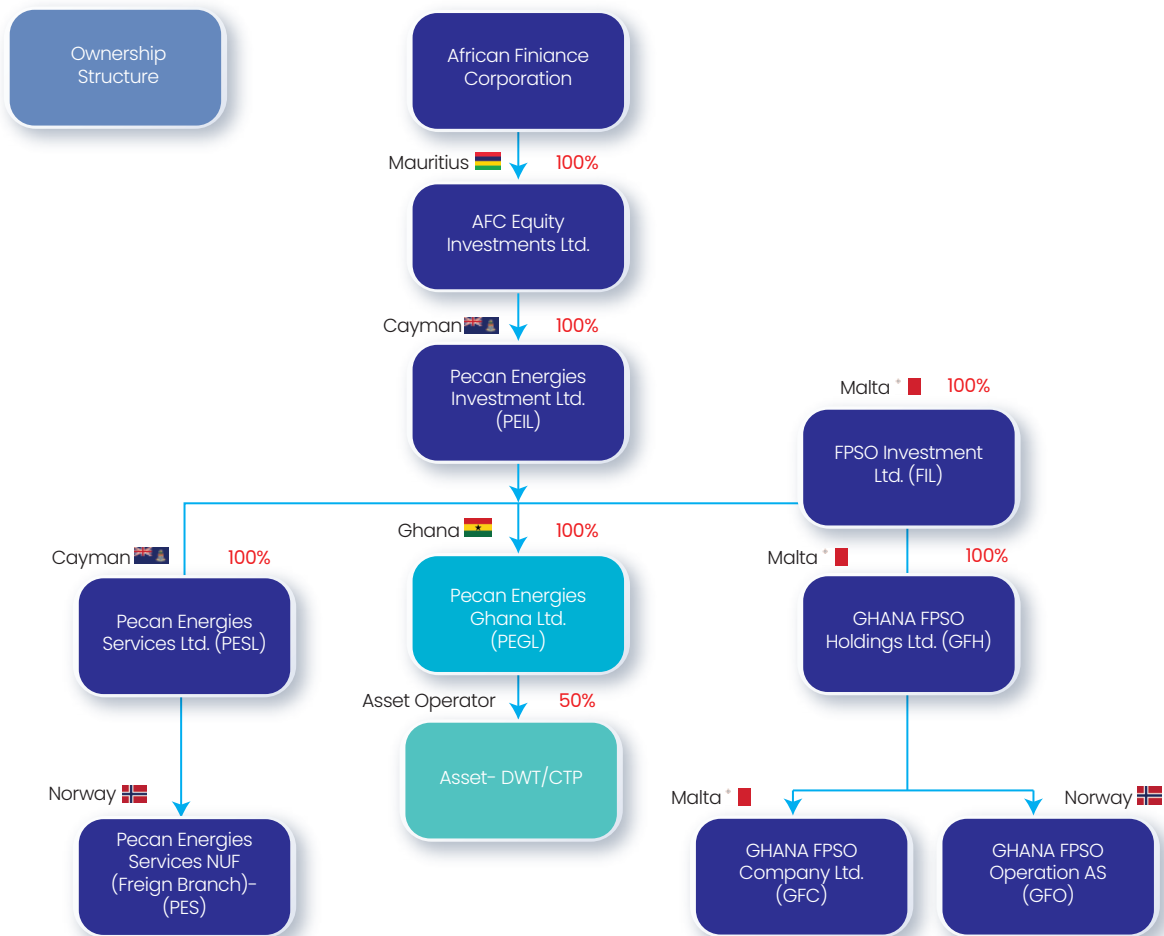 Ownership
Structure
African Finiance
Corporation
Mauritius 100%
AFC Equity
Investments Ltd.
Cayman 100%
Pecan Energies
Investment Ltd.
(PEIL)
Malta 100%
FPSO Investment
Ltd. (FIL)
Cayman 100%
Ghana 100%
Malta 100%
Pecan Energies
Services Ltd. (PESL)
Pecan Energies
Ghana Ltd.
(PEGL)
GHANA FPSO
Holdings Ltd. (GFH)
Asset Operator 50%
Asset- DWT/CTP
Norway
Pecan Energies
Services NUF
(Freign Branch)-
(PES)
Malta
GHANA FPSO
Company Ltd.
(GFC)
Norway
GHANA FPSO
Operation AS
(GFO)